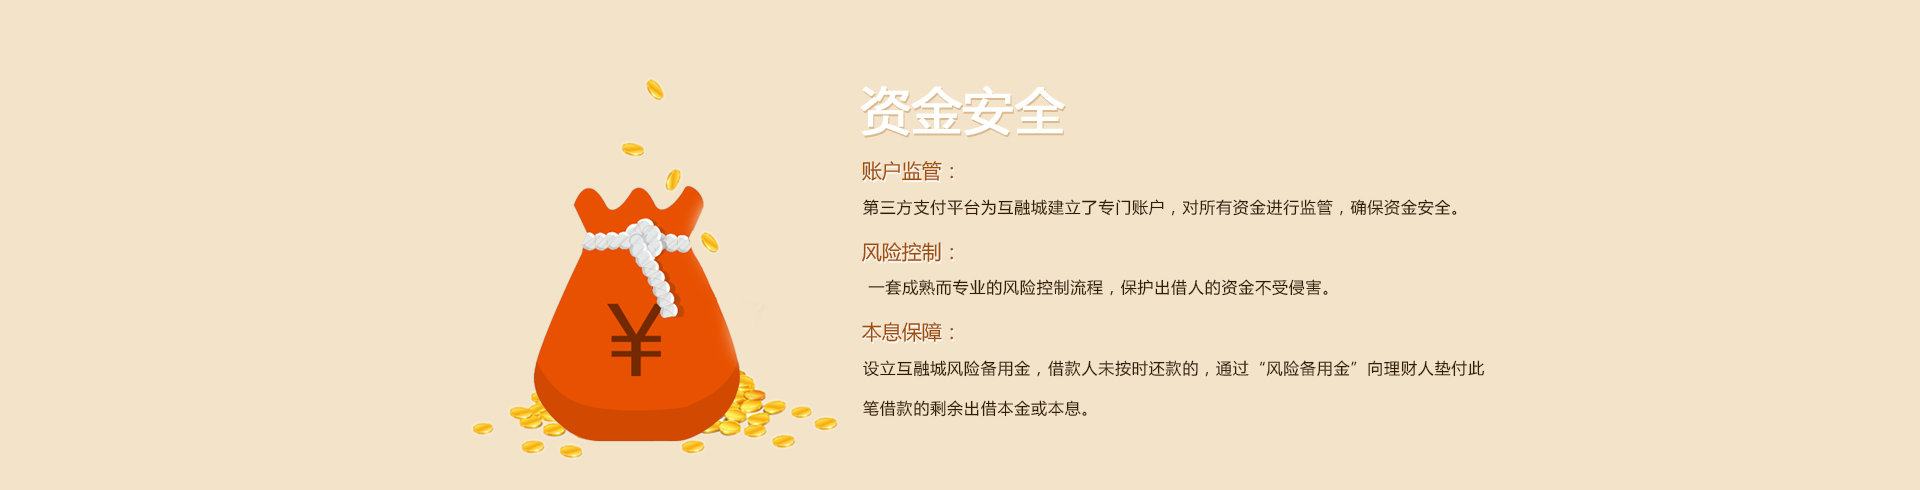 资金安全
账户监管：
第三方支付平台为互融城建立了专门账户，对所有资金进行监管，确保资金安全。
风险控制：
一套成熟而专业的风险控制流程，保护出借人的资金不受侵害。
本息保障：
设立互融城风险备用金，借款人未按时还款的，通过“风险备用金”向理财人垫付此
笔借款的剩余出借本金或本息。
¥